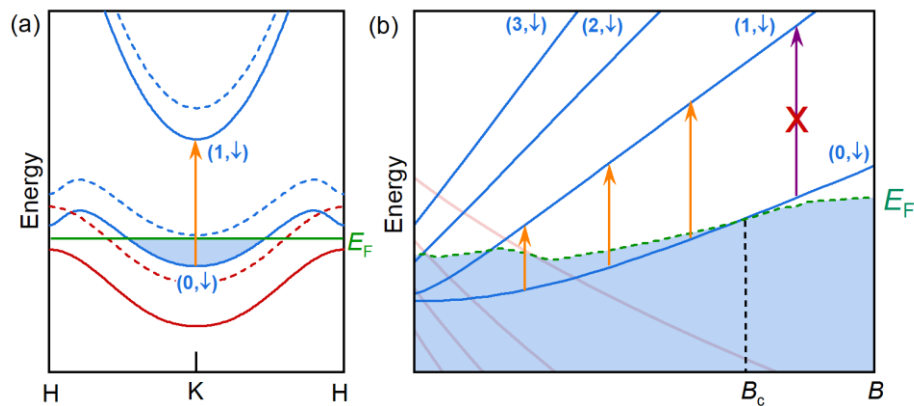 (a)
Energy
(1,↓)
(0,↓)
E_F
H
K
H
(b)
Energy
(3,↓)
(2,↓)
(1,↓)
X
(0,↓)
E_F
B_c
B